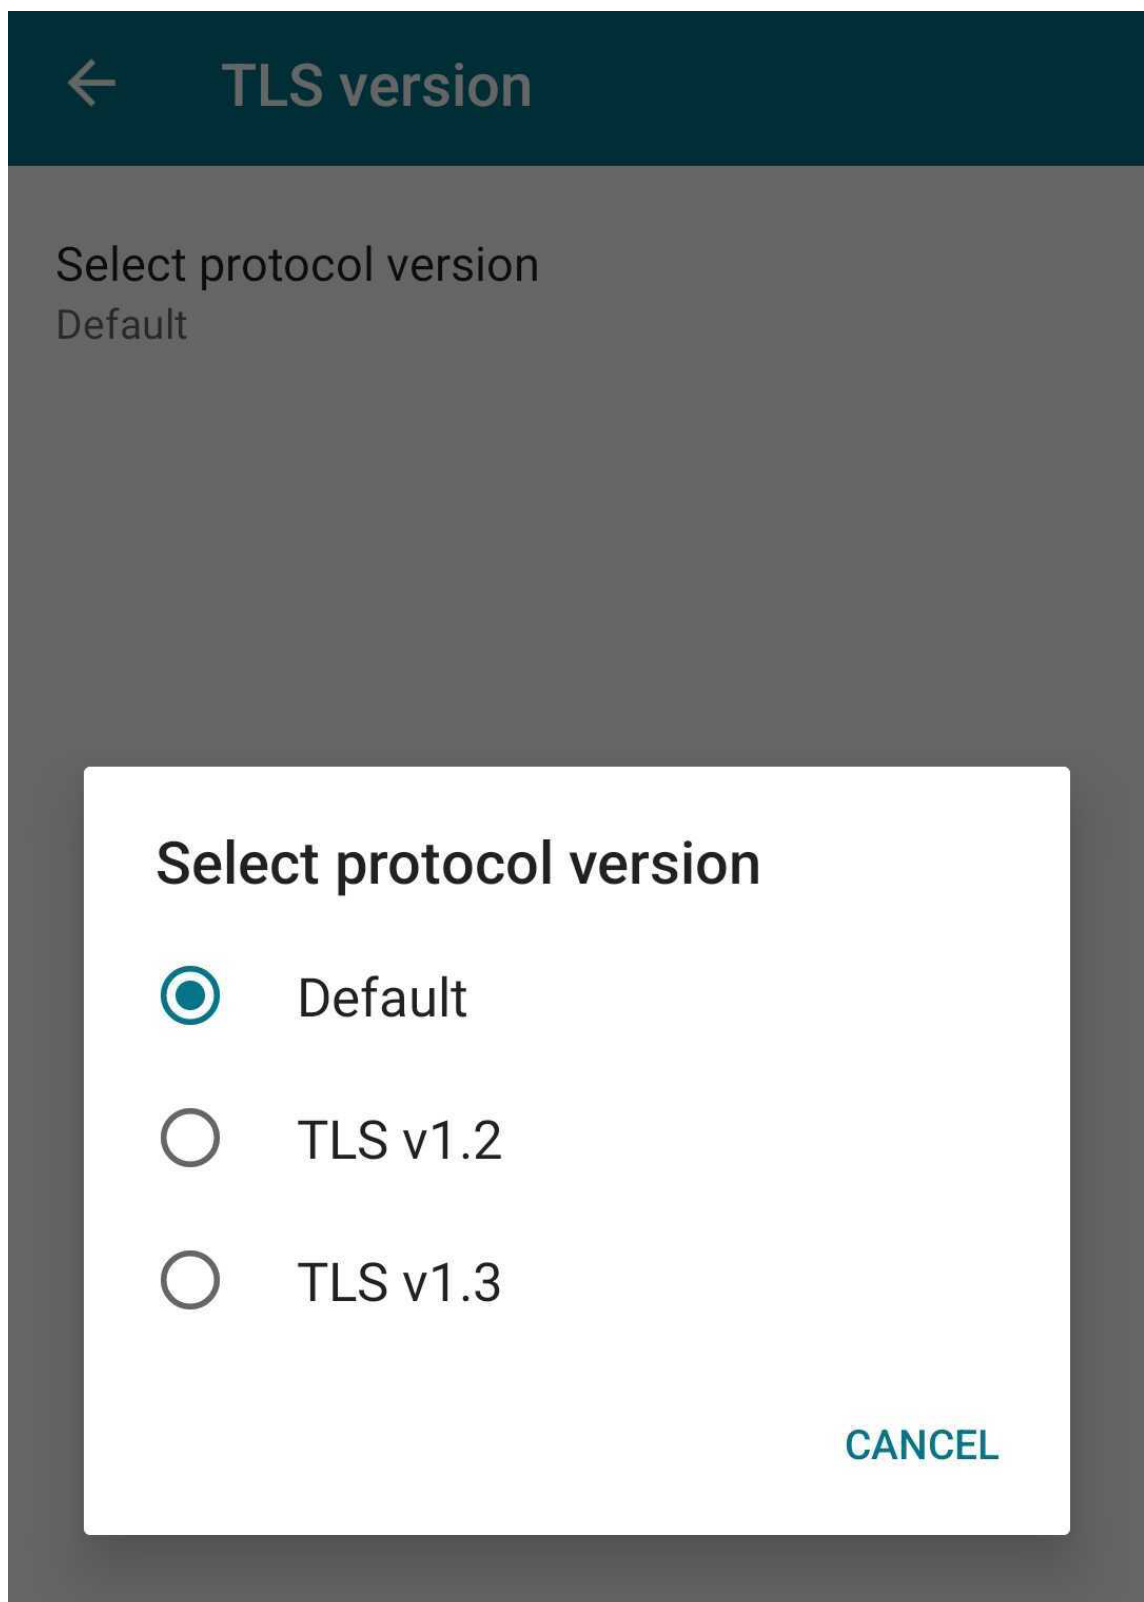 TLS version
Select protocol version
Default
Select protocol version
Default
TLS v1.2
TLS v1.3
CANCEL